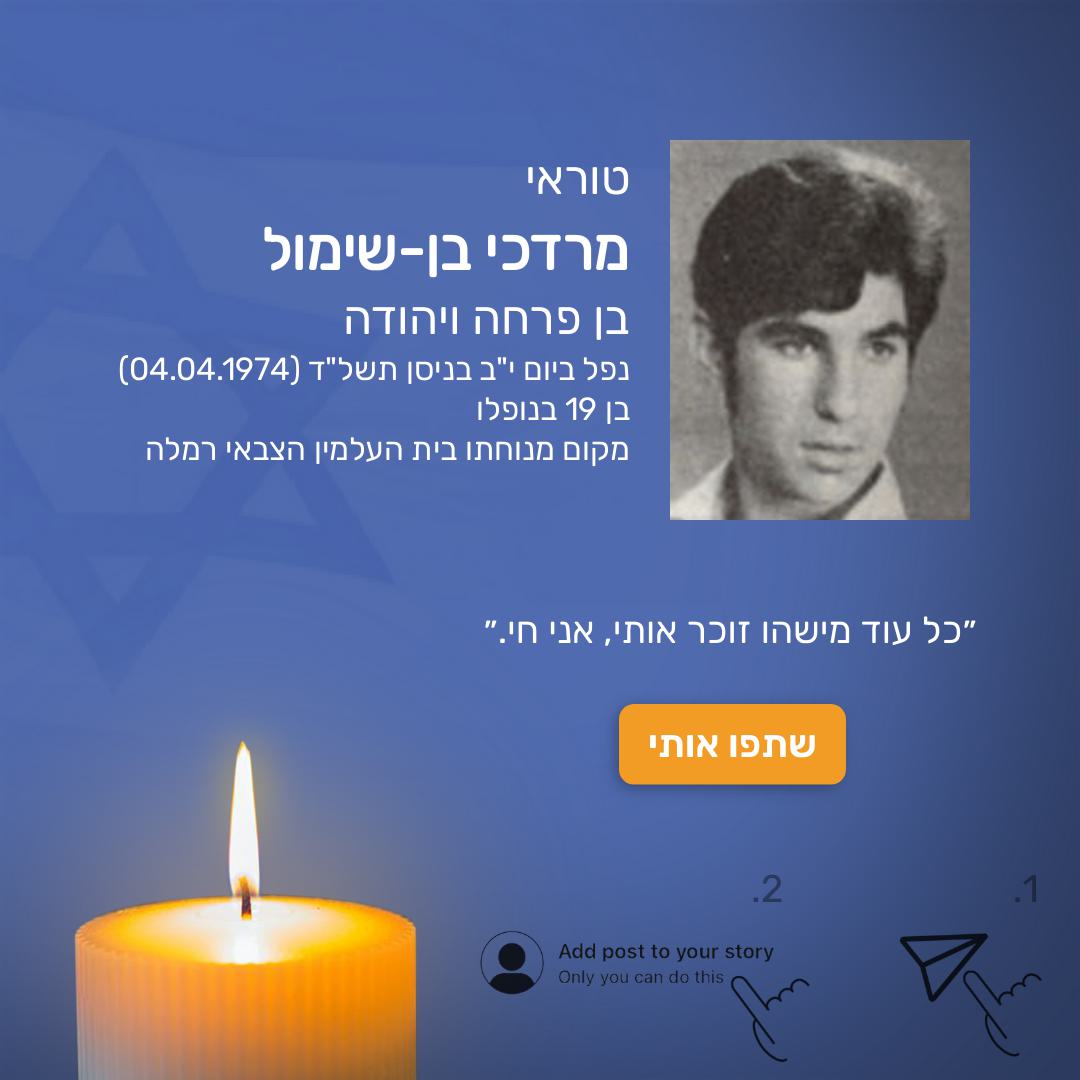 טוראי
מרדכי בן-שימול
בן פרחה ויהודה
נפל ביום י"ב בניסן תשל"ד (04.04.1974)
בן 19 בנופלו
מקום מנוחתו בית העלמין הצבאי רמלה
״כל עוד מישהו זוכר אותי, אני חי.״
שתפו אותי
.1
.2
Add post to your story
Only you can do this